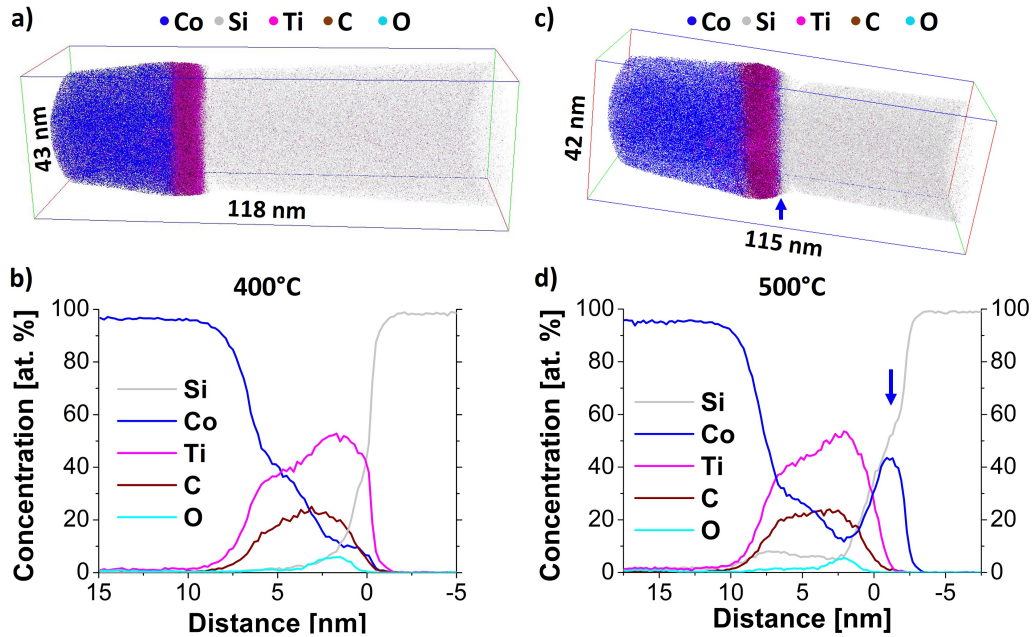 a)
Co Si Ti C O
43 nm
118 nm
c)
Co Si Ti C O
42 nm
115 nm
b)
400°C
Concentration [at. %]
100
80
60
40
20
0
Si
Co
Ti
C
O
15 10 5 0 -5
Distance [nm]
d)
500°C
Concentration [at. %]
100
80
60
40
20
0
Si
Co
Ti
C
O
100
80
60
40
20
0
15 10 5 0 -5
Distance [nm]